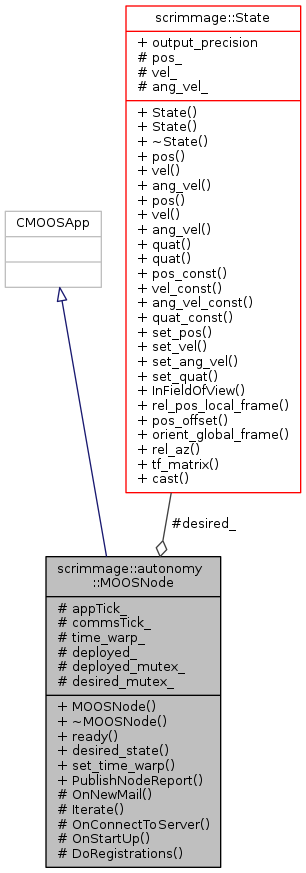 scrimmage::State
+ output_precision
# pos_
# vel_
# ang_vel_
+ State()
+ State()
+ ~State()
+ pos()
+ vel()
+ ang_vel()
+ pos()
+ vel()
+ ang_vel()
+ quat()
+ quat()
+ pos_const()
+ vel_const()
+ ang_vel_const()
+ quat_const()
+ set_pos()
+ set_vel()
+ set_ang_vel()
+ set_quat()
+ InFieldOfView()
+ rel_pos_local_frame()
+ pos_offset()
+ orient_global_frame()
+ rel_az()
+ tf_matrix()
+ cast()
CMOOSApp
#desired_
scrimmage::autonomy
::MOOSNode
# appTick_
# commsTick_
# time_warp_
# deployed_
# deployed_mutex_
# desired_mutex_
+ MOOSNode()
+ ~MOOSNode()
+ ready()
+ desired_state()
+ set_time_warp()
+ PublishNodeReport()
# OnNewMail()
# Iterate()
# OnConnectToServer()
# OnStartUp()
# DoRegistrations()